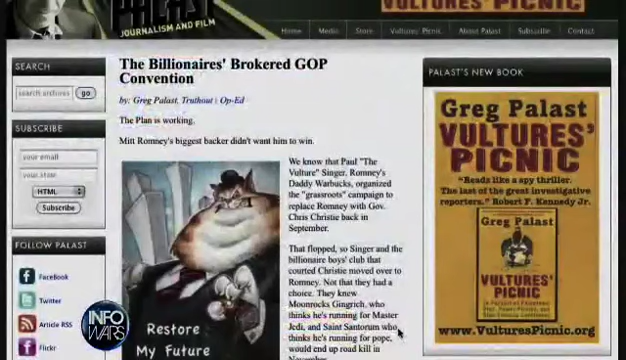 PALAST
JOURNALISM AND FILM
VULTURES' PICNIC
Home
Media
Store
Vultures' Picnic
About Palast
Subscribe
Contact
SEARCH
search archives
go
SUBSCRIBE
your email
your state
HTML
Subscribe
FOLLOW PALAST
FaceBook
Twitter
Article RSS
Flickr
INFO
WARS
The Billionaires' Brokered GOP
Convention
by: Greg Palast, Truthout | Op-Ed
The Plan is working.
Mitt Romney's biggest backer didn't want him to win.
Restore
My Future
We know that Paul "The
Vulture" Singer, Romney's
Daddy Warbucks, organized
the "grassroots" campaign to
replace Romney with Gov.
Chris Christie back in
September.
That flopped, so Singer and the
billionaire boys' club that
courted Christie moved over to
Romney. Not that they had a
choice. They knew
Moonrocks Gingrich, who
thinks he's running for Master
Jedi, and Saint Santorum who
thinks he's running for pope,
would end up road kill in
November.
PALAST'S NEW BOOK
Greg Palast
VULTURES'
PICNIC
"Reads like a spy thriller.
The last of the great investigative
reporters." Robert F. Kennedy Jr.
Greg Palast
VULTURES'
PICNIC
www.VulturesPicnic.org